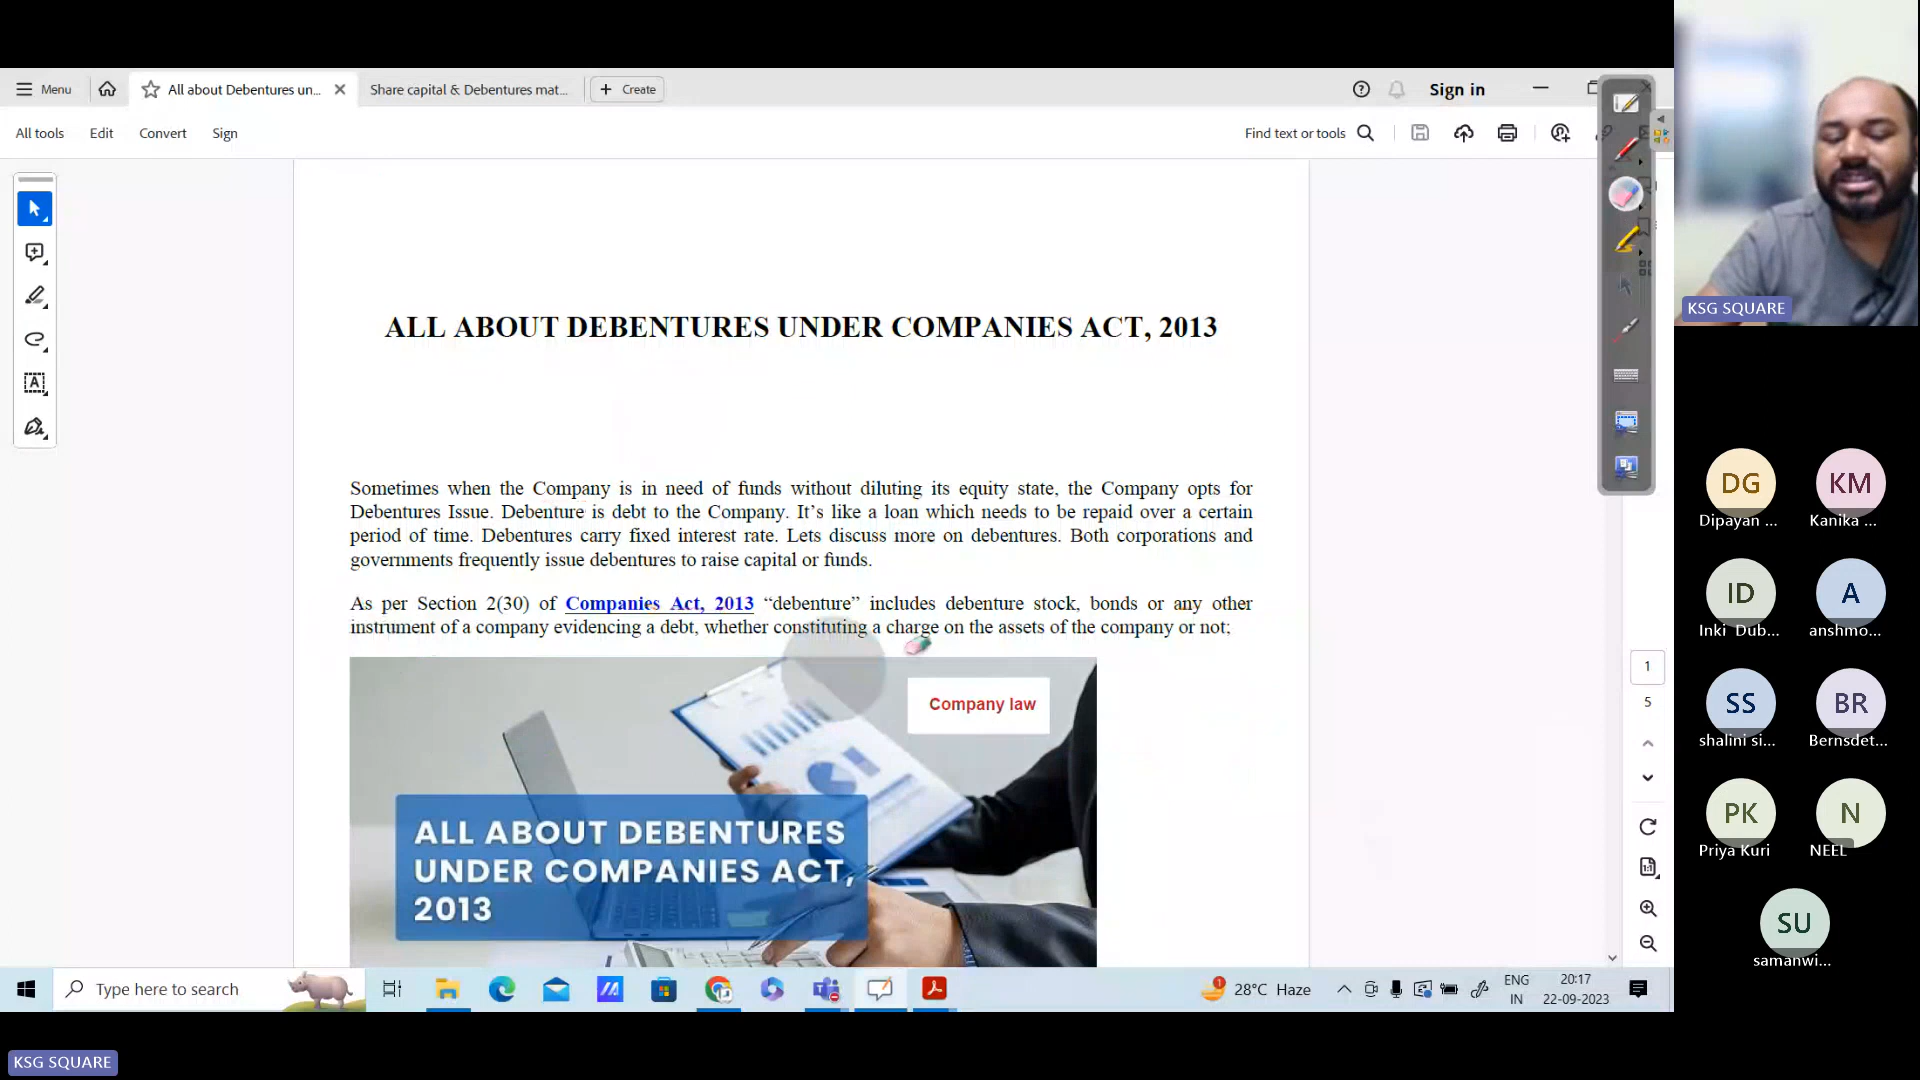 Menu
All about Debentures un...
Share capital & Debentures mat...
Create
Sign in
All tools
Edit
Convert
Sign
Find text or tools
KSG SQUARE
ALL ABOUT DEBENTURES UNDER COMPANIES ACT, 2013
Sometimes when the Company is in need of funds without diluting its equity state, the Company opts for
Debentures Issue. Debenture is debt to the Company. It’s like a loan which needs to be repaid over a certain
period of time. Debentures carry fixed interest rate. Lets discuss more on debentures. Both corporations and
governments frequently issue debentures to raise capital or funds.
As per Section 2(30) of Companies Act, 2013 “debenture” includes debenture stock, bonds or any other
instrument of a company evidencing a debt, whether constituting a charge on the assets of the company or not;
Company law
ALL ABOUT DEBENTURES
UNDER COMPANIES ACT,
2013
1
5
DG
Dipayan ...
KM
Kanika ...
ID
Inki Dub...
A
anshmo...
SS
shalini si...
BR
Bernsdet...
PK
Priya Kuri
N
NEEL
SU
samanwi...
Type here to search
1
28°C Haze
ENG
IN
20:17
22-09-2023
KSG SQUARE